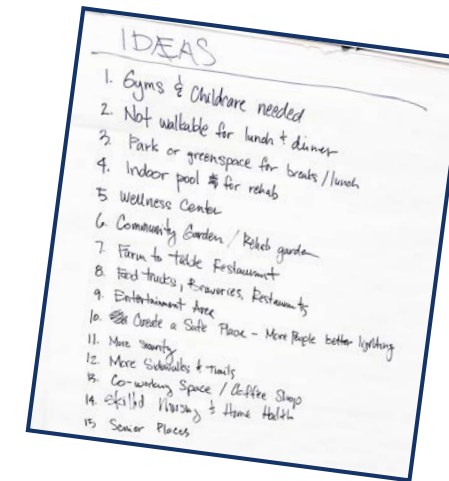 IDEAS
1. Gyms & Childcare needed
2. Not walkable for lunch + dinner
3. Park or greenspace for breaks / lunch
4. Indoor pool for rehab
5 Wellness Center
6. Community Garden / Rehab garden
7. Farm to table Restaurant
8. Food trucks, Breweries, Restaurants
9. Entertainment Area
10. Create a Safe Place - More People better lighting
11. More security
12. More Sidewalks & trails
13. Co-working Space / Coffee Shop
14. Skilled Nursing & Home Health
15 Senior Places